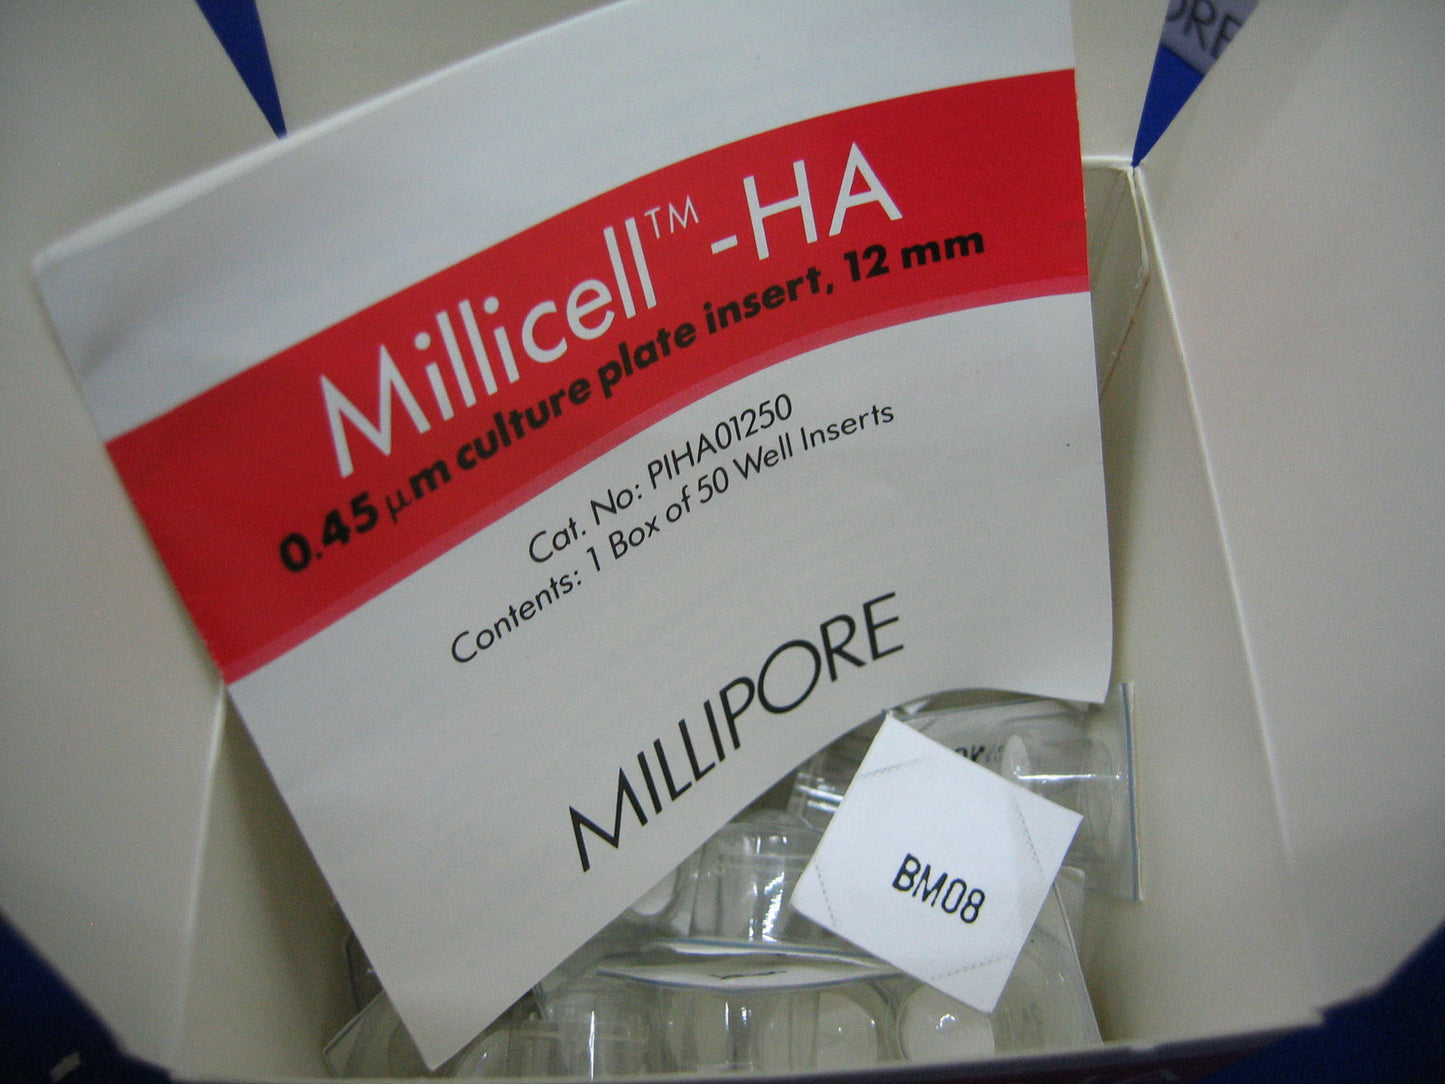 Millicell™-HA
0.45 µm culture plate insert, 12 mm
Cat. No: PIHA01250
Contents: 1 Box of 50 Well Inserts
MILLIPORE
BM08